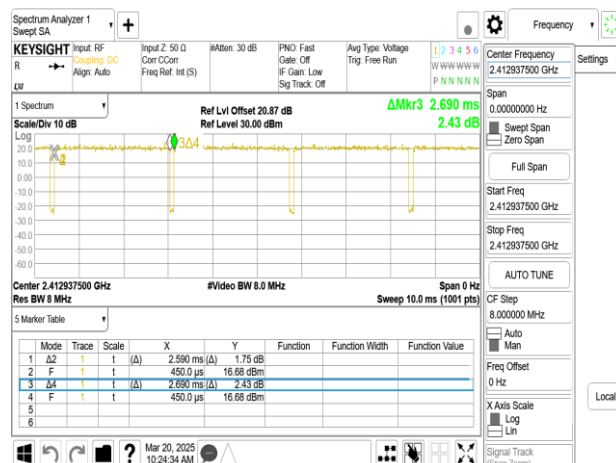 Spectrum Analyzer 1
Swept SA
Frequency
KEYSIGHT
R
LXI
Input: RF
Coupling: DC
Align: Auto
Input Z: 50 Ω
Corr CCorr
Freq Ref: Int (S)
#Atten: 30 dB
PNO: Fast
Gate: Off
IF Gain: Low
Sig Track: Off
Avg Type: Voltage
Trig: Free Run
1 2 3 4 5 6
W W W W W W
P N N N N N
1 Spectrum
Scale/Div 10 dB
Ref Lvl Offset 20.87 dB
Ref Level 30.00 dBm
ΔMkr3 2.690 ms
2.43 dB
Log
20.0
10.0
0.00
-10.0
-20.0
-30.0
-40.0
-50.0
-60.0
2
3Δ4
Center 2.412937500 GHz
Res BW 8 MHz
#Video BW 8.0 MHz
Span 0 Hz
Sweep 10.0 ms (1001 pts)
5 Marker Table
Mode Trace Scale X Y Function Function Width Function Value
1 Δ2 1 t (Δ) 2.590 ms (Δ) 1.75 dB
2 F 1 t 450.0 µs 16.68 dBm
3 Δ4 1 t (Δ) 2.690 ms (Δ) 2.43 dB
4 F 1 t 450.0 µs 16.68 dBm
5
6
Mar 20, 2025
10:24:34 AM
Center Frequency
2.412937500 GHz
Span
0.00000000 Hz
Swept Span
Zero Span
Full Span
Start Freq
2.412937500 GHz
Stop Freq
2.412937500 GHz
AUTO TUNE
CF Step
8.000000 MHz
Auto
Man
Freq Offset
0 Hz
X Axis Scale
Log
Lin
Signal Track
(Span Zoom)
Settings
Local